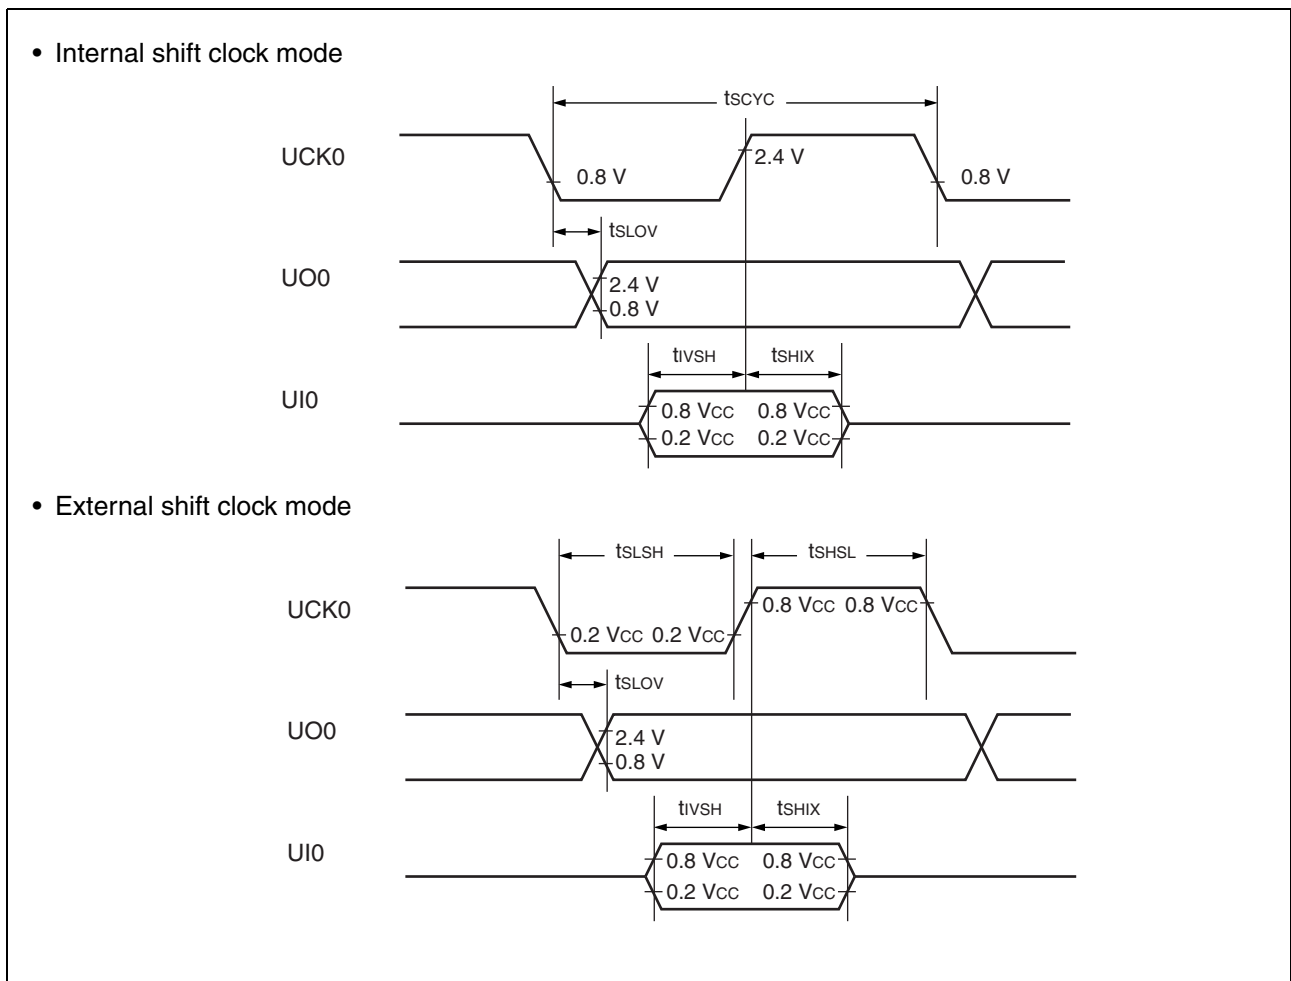 • Internal shift clock mode
tSCYC
UCK0
0.8 V
2.4 V
0.8 V
tSLOV
UO0
2.4 V
0.8 V
tIVSH tSHIX
UI0
0.8 VCC 0.8 VCC
0.2 VCC 0.2 VCC
• External shift clock mode
tSLSH tSHSL
UCK0
0.2 VCC 0.2 VCC
0.8 VCC 0.8 VCC
tSLOV
UO0
2.4 V
0.8 V
tIVSH tSHIX
UI0
0.8 VCC 0.8 VCC
0.2 VCC 0.2 VCC